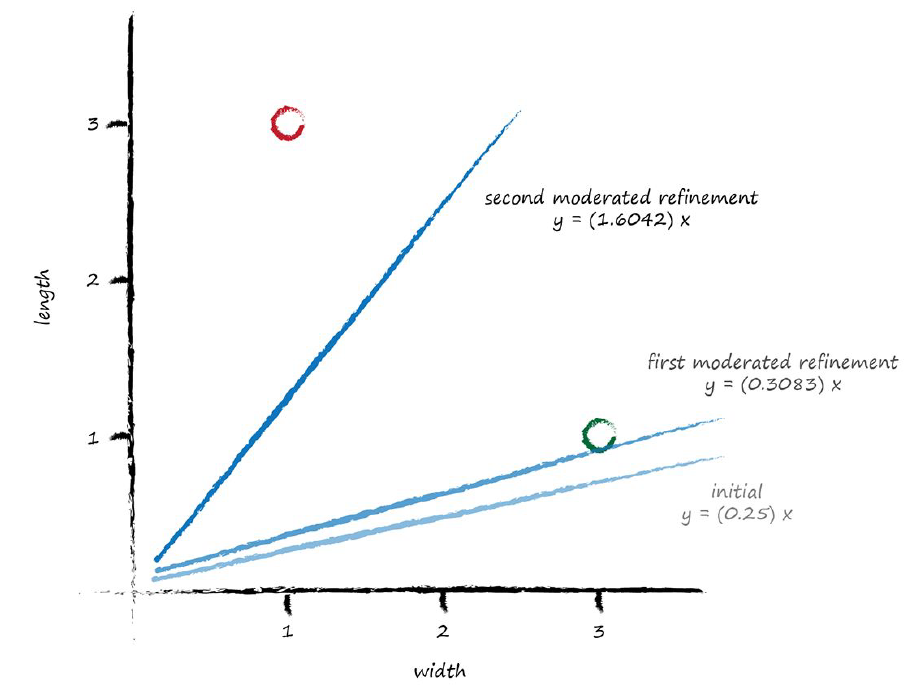 3
second moderated refinement
y = (1.6042) x
2
length
first moderated refinement
y = (0.3083) x
1
initial
y = (0.25) x
1
2
3
width